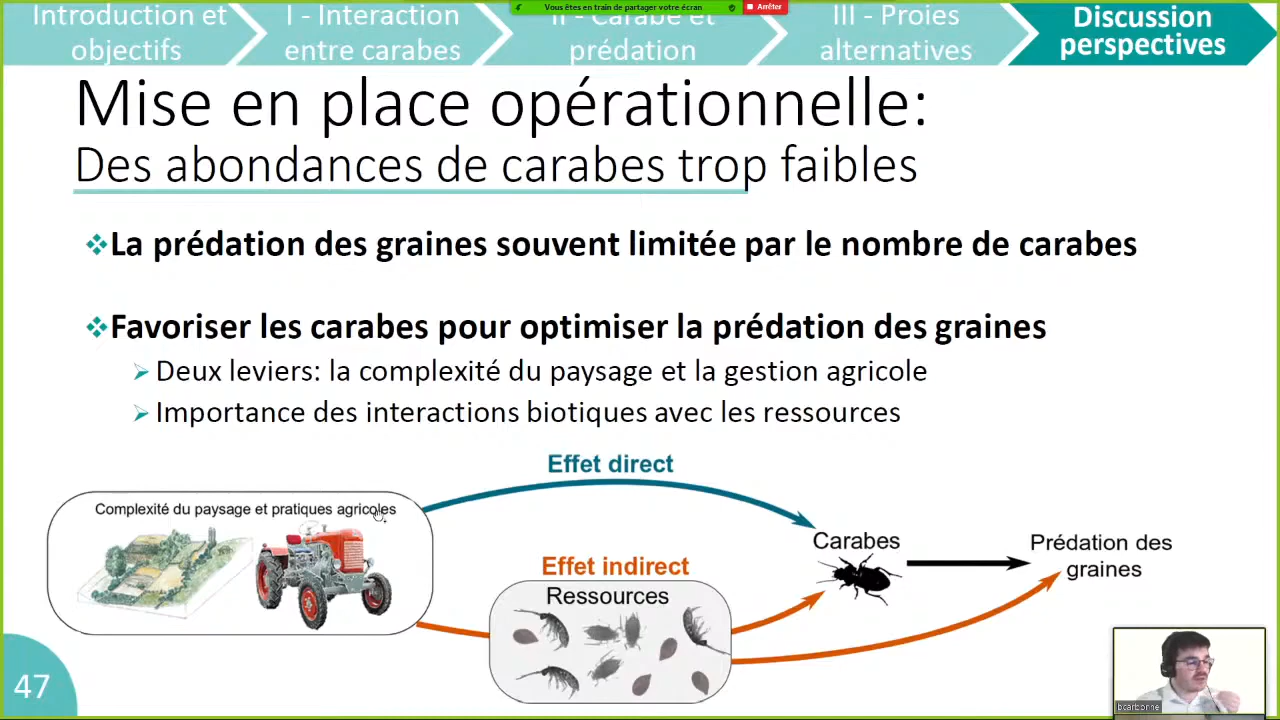 Vous êtes en train de partager votre écran
Arrêter
Introduction et
objectifs
I - Interaction
entre carabes
II - Carabe et
prédation
III - Proies
alternatives
Discussion
perspectives
Mise en place opérationnelle:
Des abondances de carabes trop faibles
La prédation des graines souvent limitée par le nombre de carabes
Favoriser les carabes pour optimiser la prédation des graines
Deux leviers: la complexité du paysage et la gestion agricole
Importance des interactions biotiques avec les ressources
Effet direct
Complexité du paysage et pratiques agricoles
Carabes
Prédation des
graines
Effet indirect
Ressources
47
bcarbonne